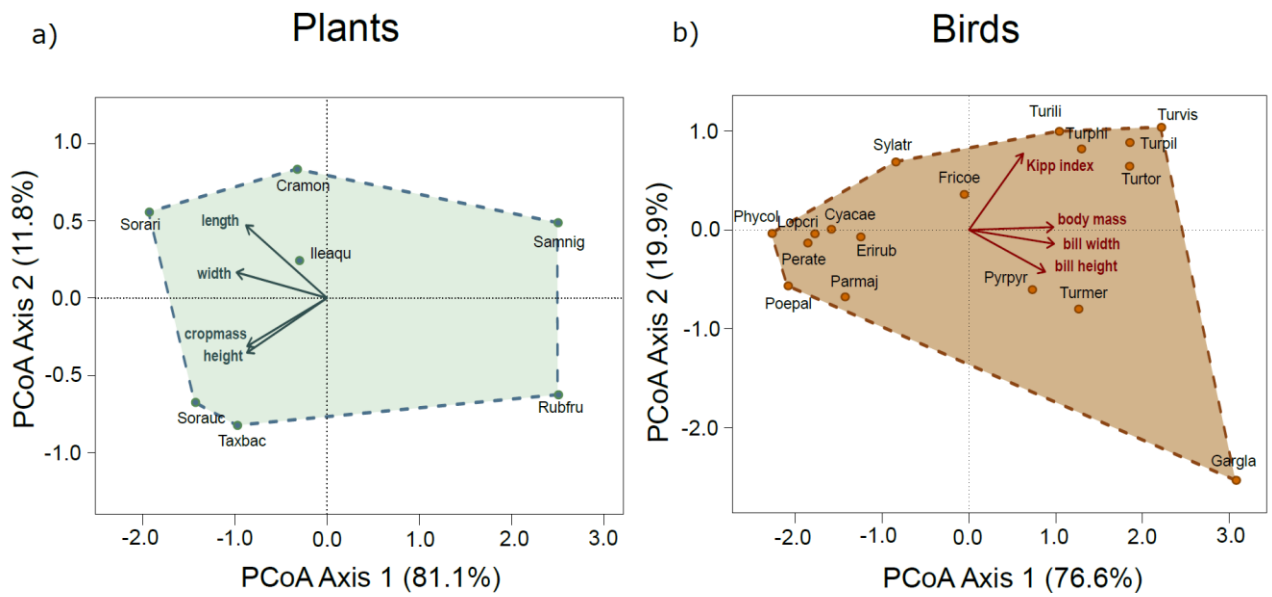 a)
Plants
PCoA Axis 2 (11.8%)
1.0
0.5
0.0
-0.5
-1.0
Cramon
Sorari
length
Ileaqu
Samnig
width
cropmass
height
Sorauc
Taxbac
Rubfru
-2.0 -1.0 0.0 1.0 2.0 3.0
PCoA Axis 1 (81.1%)
b)
Birds
PCoA Axis 2 (19.9%)
1.0
0.0
-1.0
-2.0
Turili
Turvis
Turphi
Turpil
Sylatr
Kipp index
Turtor
Fricoe
Phycol
Lopcri
Cyacae
body mass
Perate
Erirub
bill width
bill height
Poepal
Parmaj
Pyrpyr
Turmer
Gargla
-2.0 -1.0 0.0 1.0 2.0 3.0
PCoA Axis 1 (76.6%)